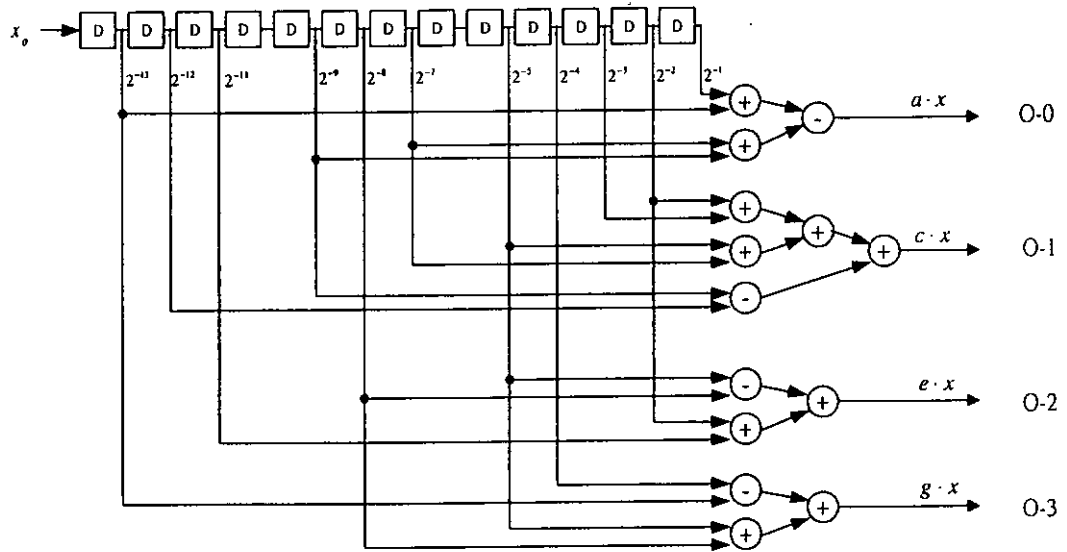 x₀ D D D D D D D D D D D D D
2⁻¹³ 2⁻¹² 2⁻¹¹ 2⁻⁹ 2⁻⁸ 2⁻⁷ 2⁻⁵ 2⁻⁴ 2⁻³ 2⁻² 2⁻¹
+
- a · x O-0
+
+
+
+
+ c · x O-1
-
-
+ e · x O-2
+
-
+ g · x O-3
+